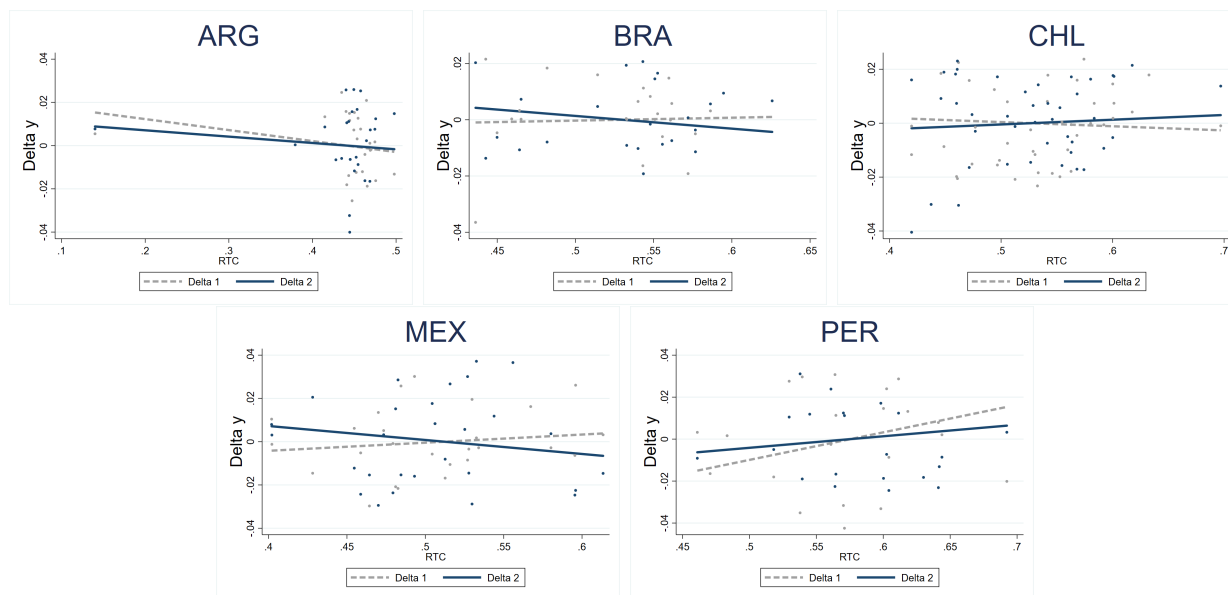 ARG
Delta y
.04
.02
0
-.02
-.04
.1
.2
.3
.4
.5
RTC
Delta 1
Delta 2
BRA
Delta y
.02
0
-.02
-.04
.45
.5
.55
.6
.65
RTC
Delta 1
Delta 2
CHL
Delta y
.02
0
-.02
-.04
.4
.5
.6
.7
RTC
Delta 1
Delta 2
MEX
Delta y
.04
.02
0
-.02
-.04
.4
.45
.5
.55
.6
RTC
Delta 1
Delta 2
PER
Delta y
.04
.02
0
-.02
-.04
.45
.5
.55
.6
.65
.7
RTC
Delta 1
Delta 2